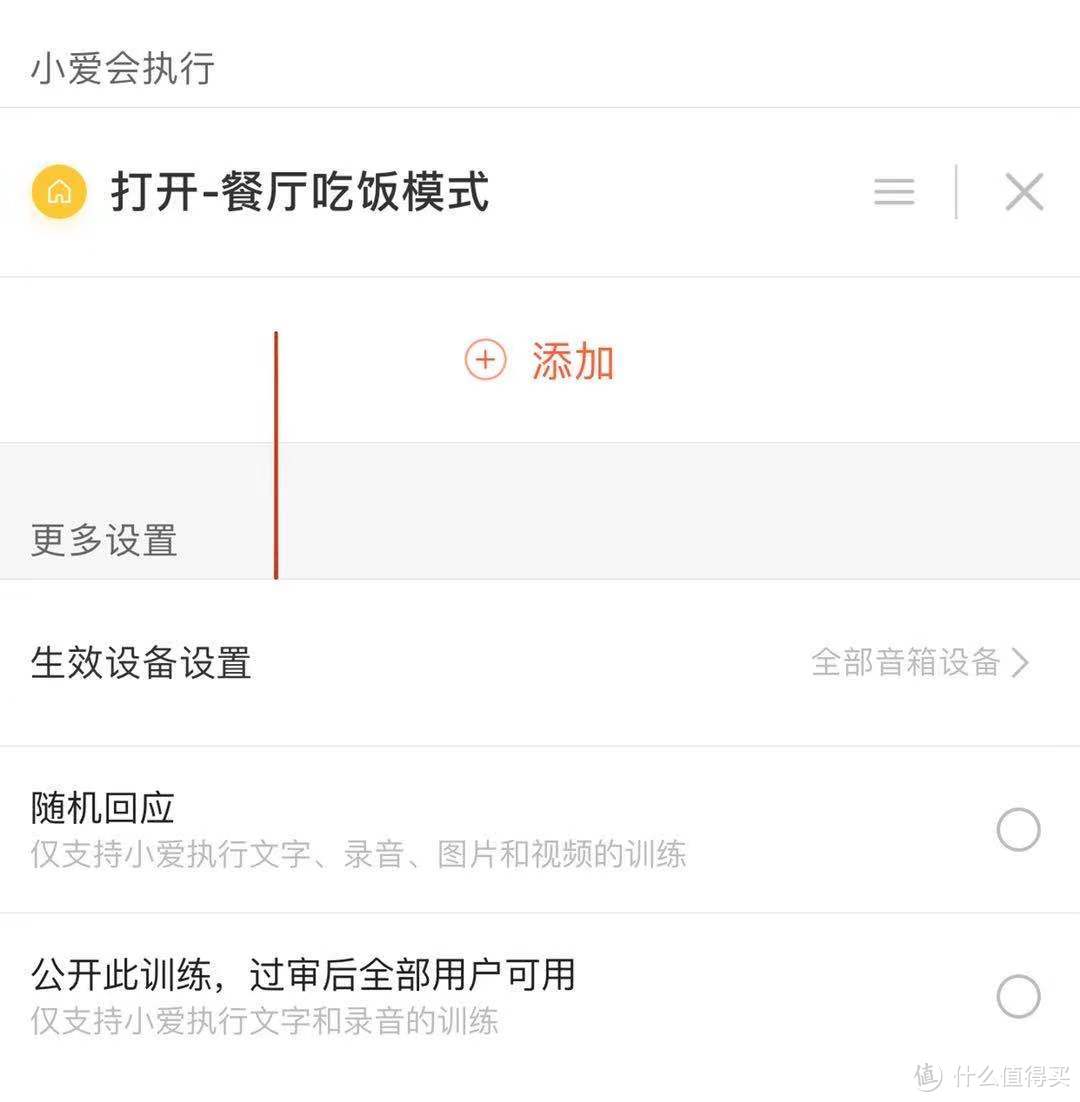 小爱会执行
打开-餐厅吃饭模式
添加
更多设置
生效设备设置
全部音箱设备
随机回应
仅支持小爱执行文字、录音、图片和视频的训练
公开此训练，过审后全部用户可用
仅支持小爱执行文字和录音的训练
值 什么值得买